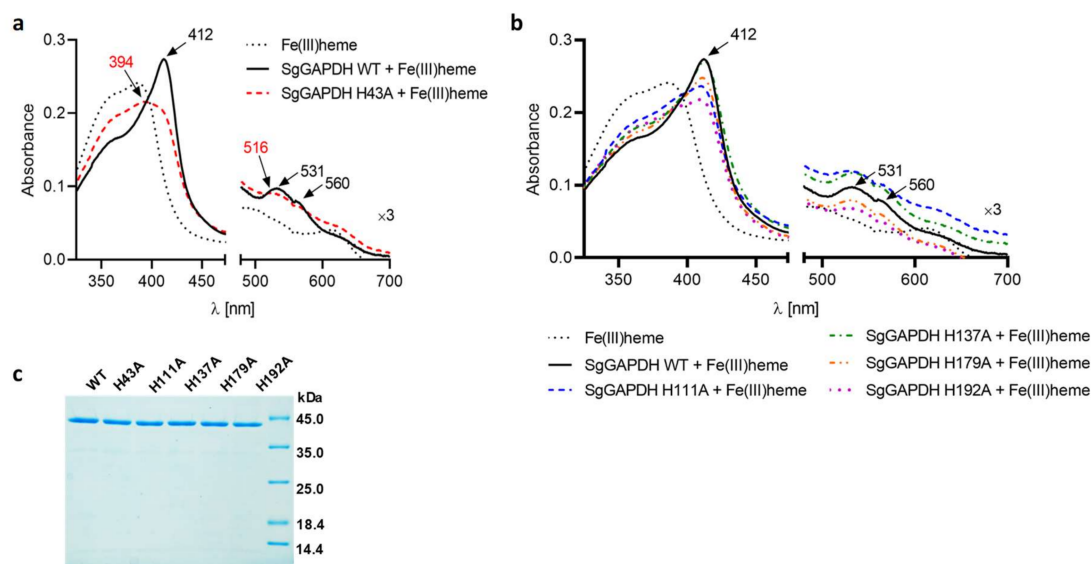 a
0.3
0.2
0.1
0.0
Absorbance
394
412
516
531
560
×3
350
400
450
500
600
700
λ [nm]
Fe(III)heme
SgGAPDH WT + Fe(III)heme
SgGAPDH H43A + Fe(III)heme
b
0.3
0.2
0.1
0.0
Absorbance
412
531
560
×3
350
400
450
500
600
700
λ [nm]
Fe(III)heme
SgGAPDH WT + Fe(III)heme
SgGAPDH H111A + Fe(III)heme
SgGAPDH H137A + Fe(III)heme
SgGAPDH H179A + Fe(III)heme
SgGAPDH H192A + Fe(III)heme
c
WT
H43A
H111A
H137A
H179A
H192A
kDa
45.0
35.0
25.0
18.4
14.4